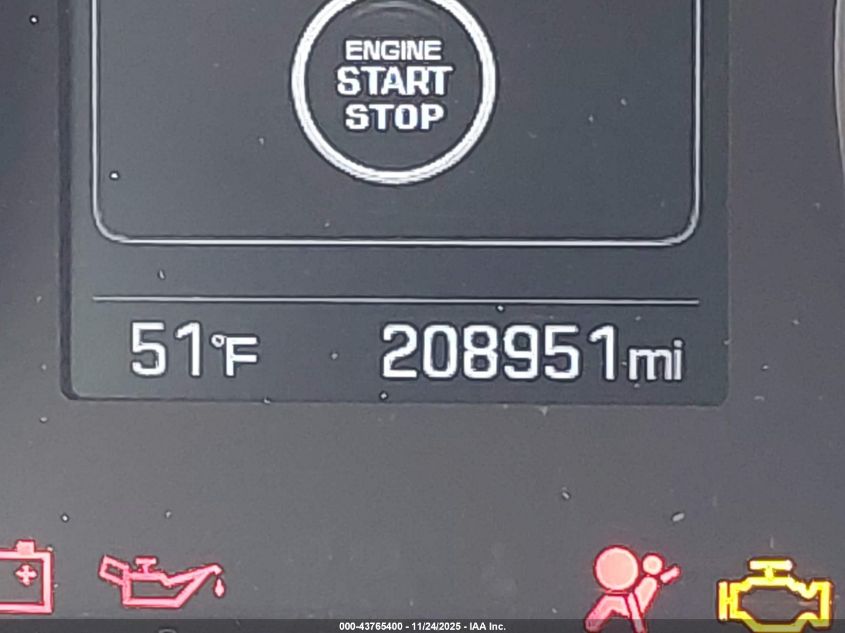 ENGINE
START
STOP
51°F 208951mi
000-43765400 - 11/24/2025 - IAA Inc.